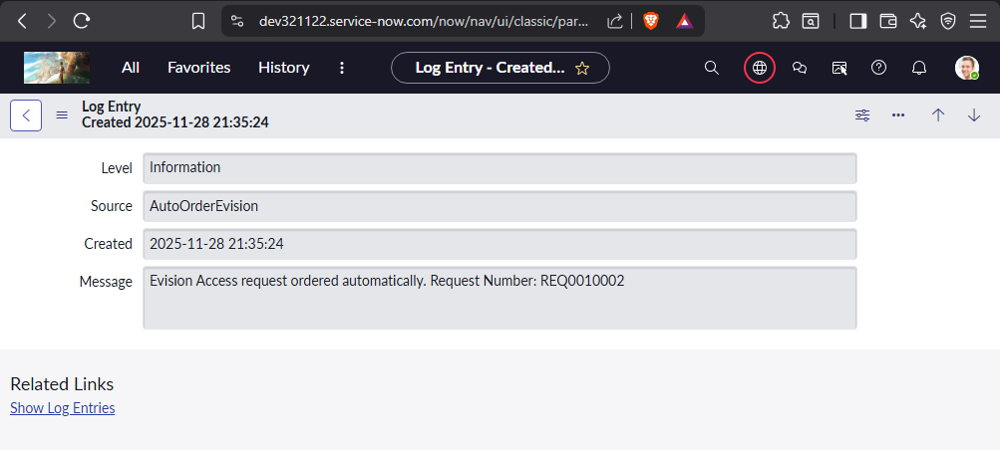 dev321122.service-now.com/now/nav/ui/classic/par...
All Favorites History Log Entry - Created...
Log Entry
Created 2025-11-28 21:35:24
Level Information
Source AutoOrderEvision
Created 2025-11-28 21:35:24
Message Evision Access request ordered automatically. Request Number: REQ0010002
Related Links
Show Log Entries